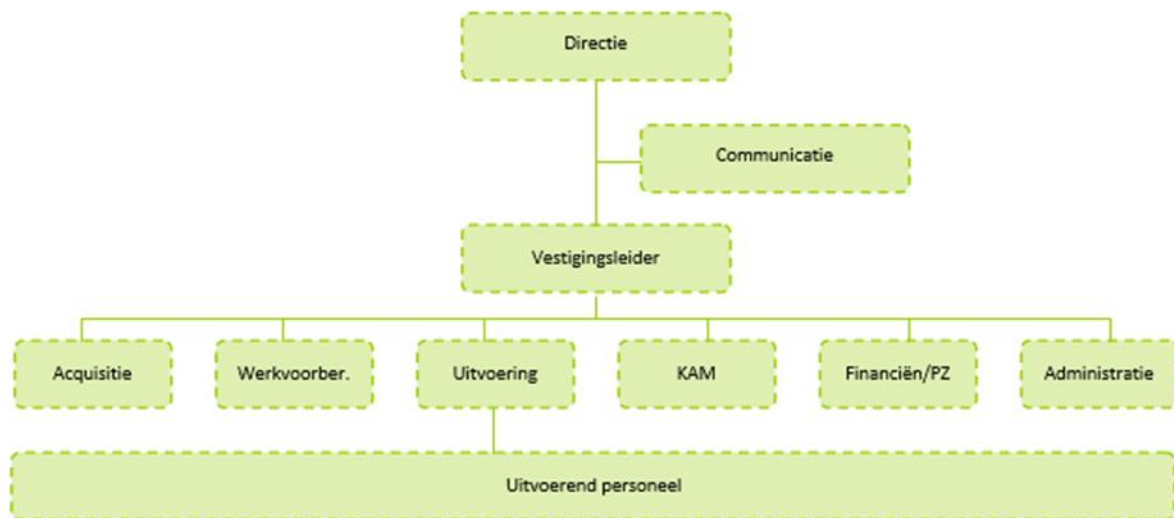 Directie
Communicatie
Vestigingsleider
Acquisitie
Werkvoorber.
Uitvoering
KAM
Financiën/PZ
Administratie
Uitvoerend personeel